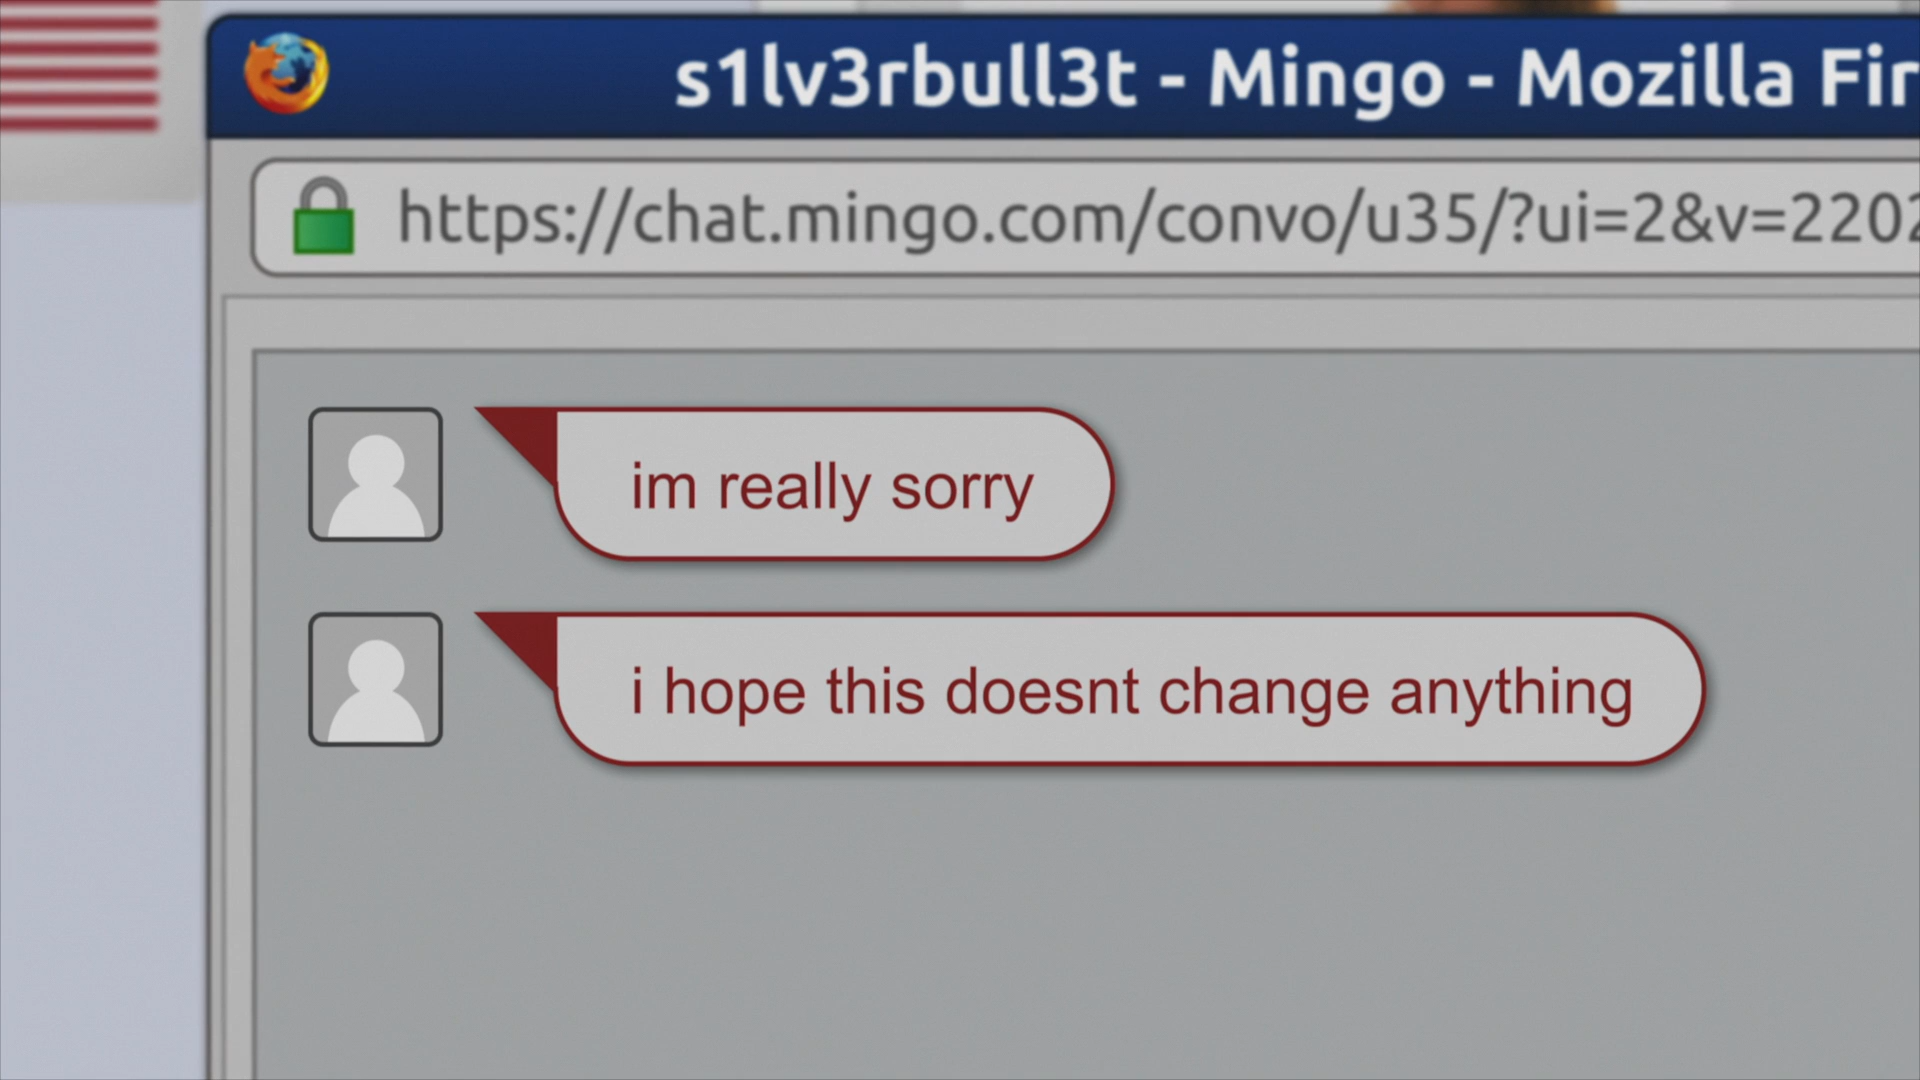 s1lv3rbull3t - Mingo - Mozilla Fir
https://chat.mingo.com/convo/u35/?ui=2&v=2202
im really sorry
i hope this doesnt change anything